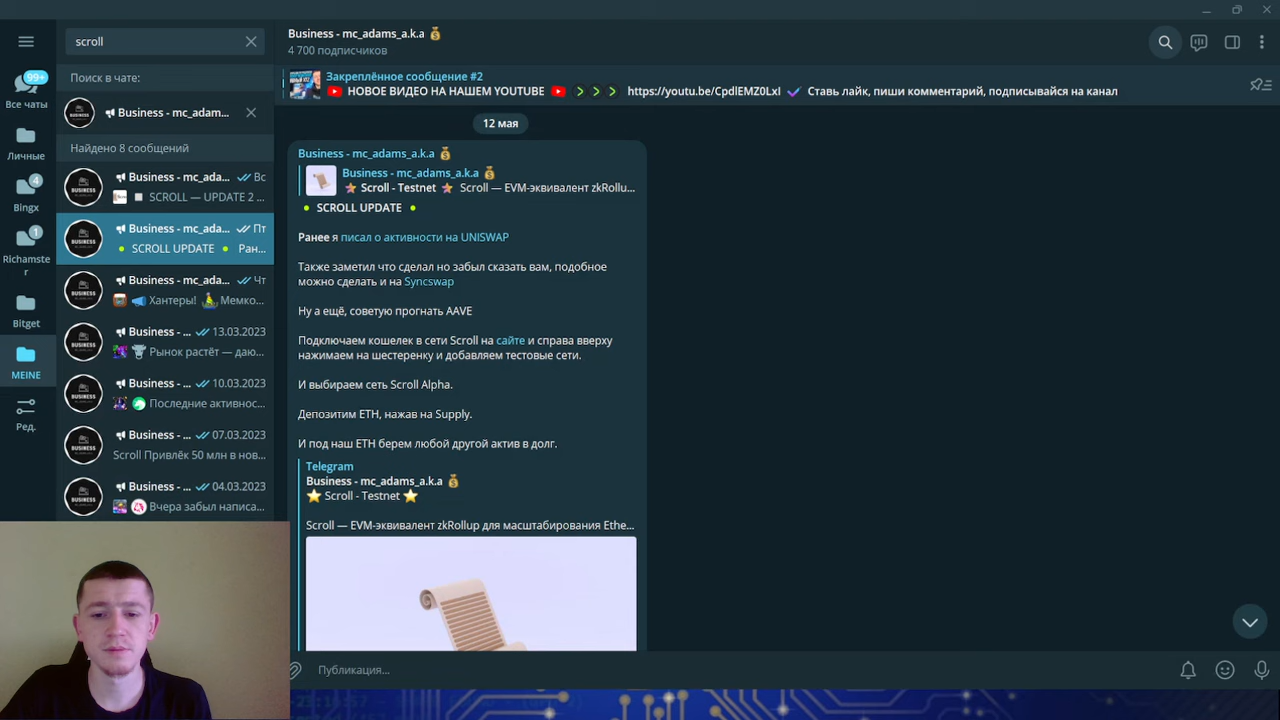 scroll
Поиск в чате:
Business - mc_adam...
Найдено 8 сообщений
Business - mc_ada... Вс
SCROLL — UPDATE 2 ...
Business - mc_ada... Пт
SCROLL UPDATE Ран...
Business - mc_ada... Чт
Хантеры! Мемко...
Business - ... 13.03.2023
Рынок растёт — даю...
Business - ... 10.03.2023
Последние активнос...
Business - ... 07.03.2023
Scroll Привлёк 50 млн в нов...
Business - ... 04.03.2023
Вчера забыл написа...
99+
Все чаты
Личные
4
Bingx
1
Richamste
r
Bitget
MEINE
Ред.
Business - mc_adams_a.k.a
4 700 подписчиков
Закреплённое сообщение #2
НОВОЕ ВИДЕО НА НАШЕМ YOUTUBE https://youtu.be/CpdlEMZ0LxI Ставь лайк, пиши комментарий, подписывайся на канал
12 мая
Business - mc_adams_a.k.a
Business - mc_adams_a.k.a
Scroll - Testnet Scroll — EVM-эквивалент zkRollu...
SCROLL UPDATE
Ранее я писал о активности на UNISWAP
Также заметил что сделал но забыл сказать вам, подобное
можно сделать и на Syncswap
Ну а ещё, советую прогнать AAVE
Подключаем кошелек в сети Scroll на сайте и справа вверху
нажимаем на шестеренку и добавляем тестовые сети.
И выбираем сеть Scroll Alpha.
Депозитим ETH, нажав на Supply.
И под наш ETH берем любой другой актив в долг.
Telegram
Business - mc_adams_a.k.a
Scroll - Testnet
Scroll — EVM-эквивалент zkRollup для масштабирования Ethe...
Публикация...